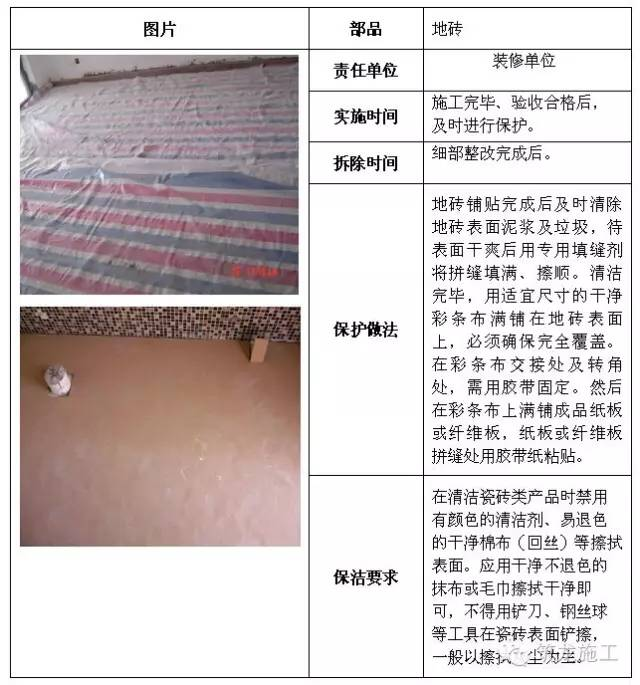 图片
部品
地砖
责任单位
装修单位
实施时间
施工完毕、验收合格后，
及时进行保护。
拆除时间
细部整改完成后。
保护做法
地砖铺贴完成后及时清除
地砖表面泥浆及垃圾，待
表面干爽后用专用填缝剂
将拼缝填满、擦顺。清洁
完毕，用适宜尺寸的干净
彩条布满铺在地砖表面
上，必须确保完全覆盖。
在彩条布交接处及转角
处，需用胶带固定。然后
在彩条布上满铺成品纸板
或纤维板，纸板或纤维板
拼缝处用胶带纸粘贴。
保洁要求
在清洁瓷砖类产品时禁用
有颜色的清洁剂、易退色
的干净棉布（回丝）等擦拭
表面。应用干净不退色的
抹布或毛巾擦拭干净即
可，不得用铲刀、钢丝球
等工具在瓷砖表面铲擦，
一般以擦拭 尘为主。
筑龙施工